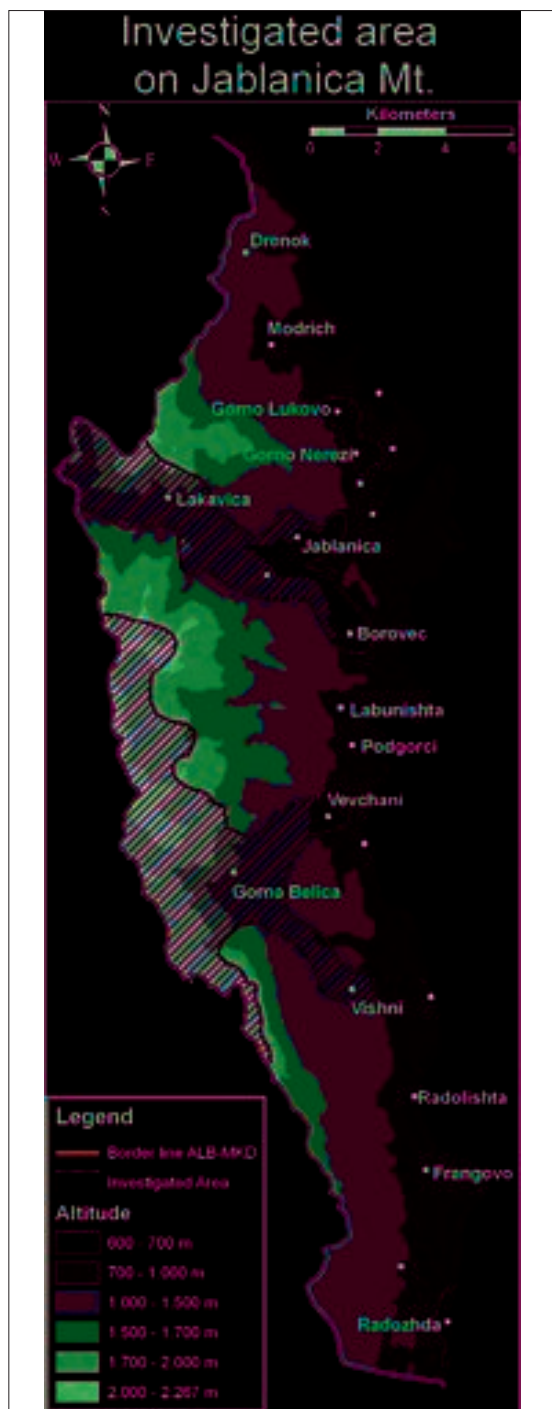 Investigated area
on Jablanica Mt.
Kilometers
0 2 4 6
N
W E
Drenok
Modrich
Gorno Lukovo
Gorno Nerezi
Lakavica
Jablanica
Borovec
Labunishta
Podgorci
Vevchani
Gorna Belica
Vishni
Radolishta
Frangovo
Radozhda
Legend
Border line ALB-MKD
Investigated Area
Altitude
600 - 700 m
700 - 1 000 m
1 000 - 1 500 m
1 500 - 1 700 m
1 700 - 2 000 m
2 000 - 2 267 m